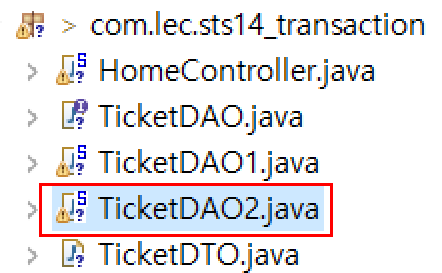 > com.lec.sts14_transaction
> HomeController.java
> TicketDAO.java
> TicketDAO1.java
> TicketDAO2.java
> TicketDTO.java